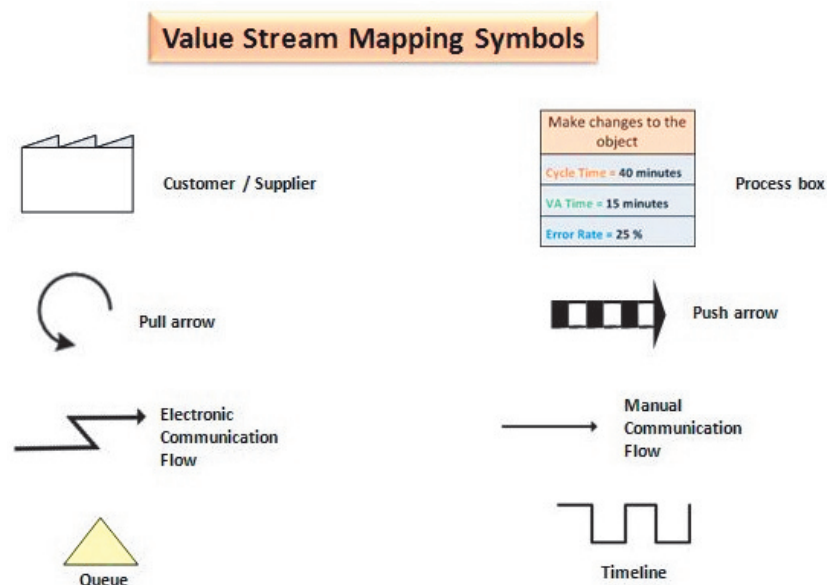 Value Stream Mapping Symbols
Customer / Supplier
Make changes to the
object
Cycle Time = 40 minutes
VA Time = 15 minutes
Error Rate = 25 %
Process box
Pull arrow
Push arrow
Electronic
Communication
Flow
Manual
Communication
Flow
Queue
Timeline